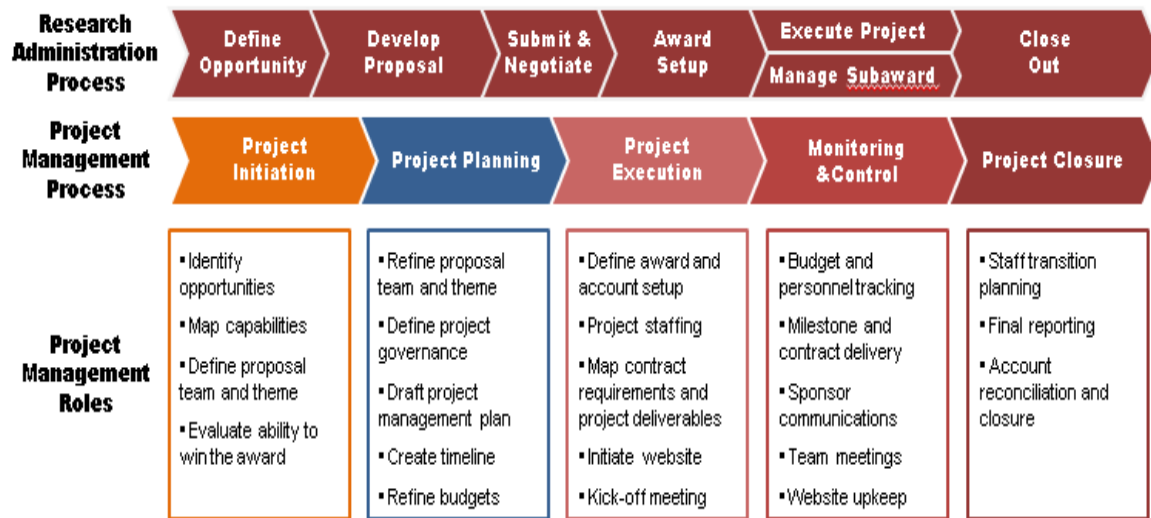 Research
Administration
Process
Define
Opportunity
Develop
Proposal
Submit &
Negotiate
Award
Setup
Execute Project
Manage Subaward
Close
Out
Project
Management
Process
Project
Initiation
Project Planning
Project
Execution
Monitoring
&Control
Project Closure
Project
Management
Roles
▪ Identify
opportunities
▪ Map capabilities
▪ Define proposal
team and theme
▪ Evaluate ability to
win the award
▪ Refine proposal
team and theme
▪ Define project
governance
▪ Draft project
management plan
▪ Create timeline
▪ Refine budgets
▪ Define award and
account setup
▪ Project staffing
▪ Map contract
requirements and
project deliverables
▪ Initiate website
▪ Kick-off meeting
▪ Budget and
personnel tracking
▪ Milestone and
contract delivery
▪ Sponsor
communications
▪ Team meetings
▪ Website upkeep
▪ Staff transition
planning
▪ Final reporting
▪ Account
reconciliation and
closure